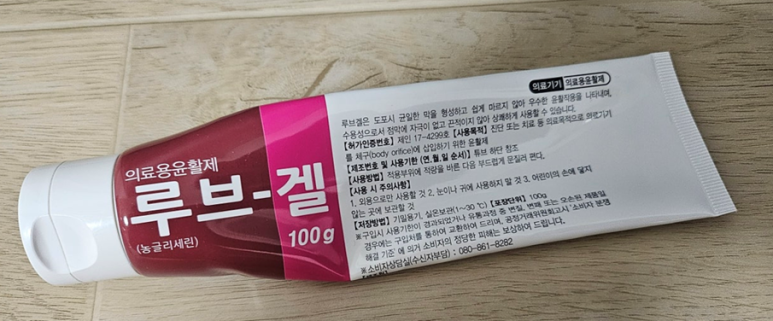 의료용윤활제
루브-겔
(농글리세린)
100g
의료기기 의료용윤활제
루브겔은 도포시 균일한 막을 형성하고 쉽게 마르지 않아 우수한 윤활작용을 나타내며,
수용성으로서 점막에 자극이 없고 끈적이지 않아 상쾌하게 사용할 수 있습니다.
【허가인증번호】 제인 17-4299호 【사용목적】 진단 또는 치료 등 의료목적으로 의료기기
를 체구(body orifice)에 삽입하기 위한 윤활제
【제조번호 및 사용기한 (연,월,일 순서)】 튜브 하단 참조
【사용방법】 적용부위에 적량을 바른 다음 부드럽게 문질러 편다.
【사용 시 주의사항】
1. 외용으로만 사용할 것 2. 눈이나 귀에 사용하지 말 것 3. 어린이의 손에 닿지
않는 곳에 보관할 것
【저장방법】 기밀용기, 실온보관(1~30 ℃) 【포장단위】 100g
※ 구입시 사용기한이 경과되었거나 유통과정 중 변질, 변패 또는 오손된 제품일
경우에는 구입처를 통하여 교환하여 드리며, 공정거래위원회고시 "소비자 분쟁
해결 기준" 에 의거 소비자의 정당한 피해는 보상하여 드립니다.
※ 소비자상담실(수신자부담) : 080-861-8282